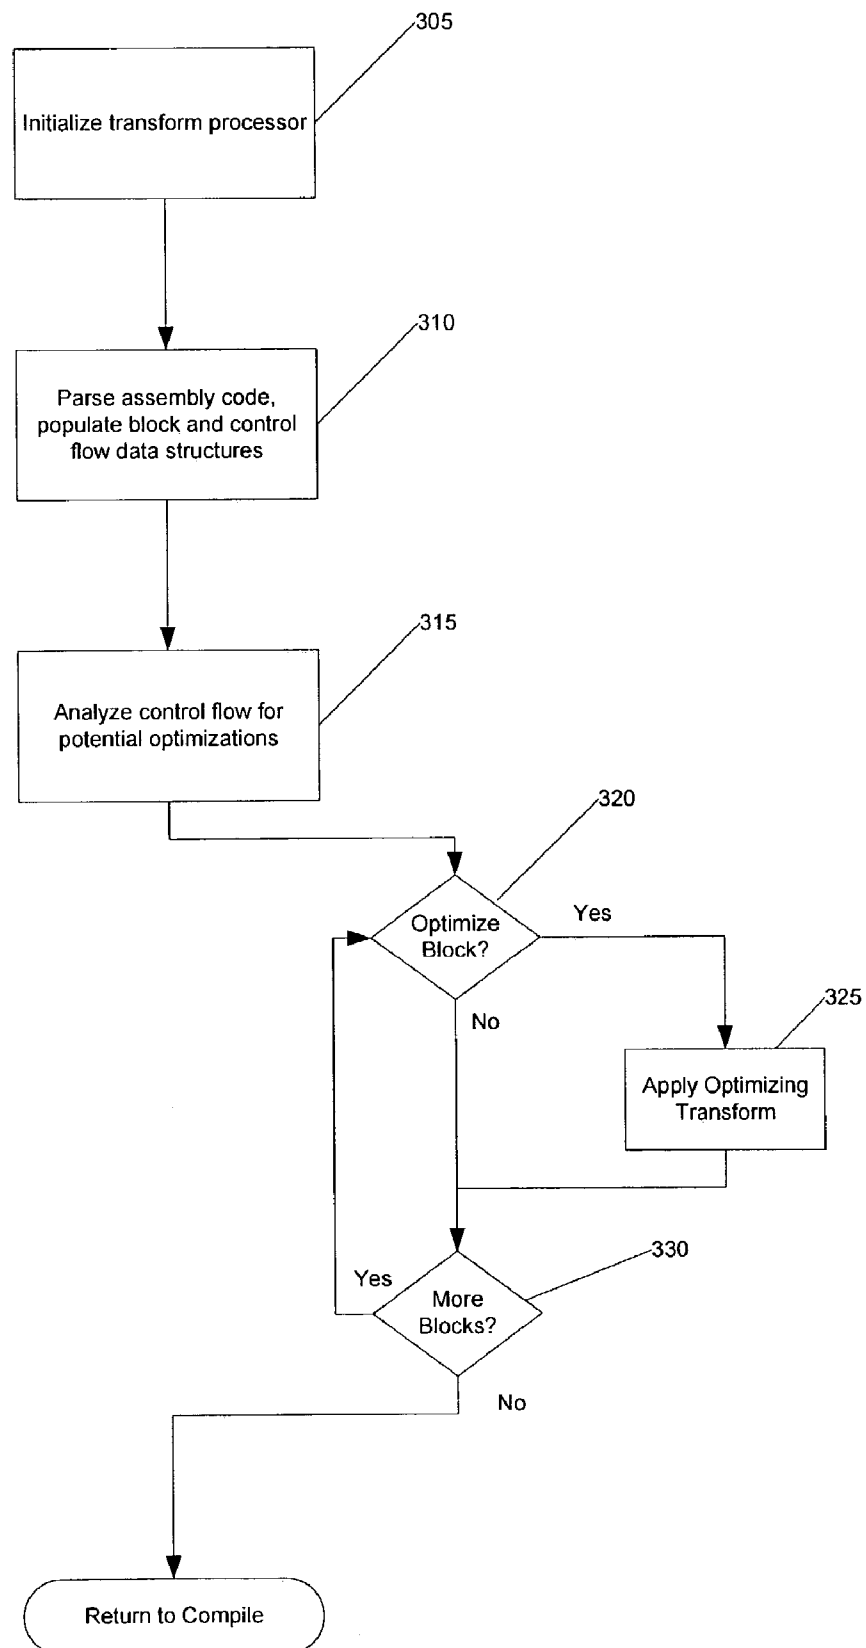 305
Initialize transform processor
310
Parse assembly code,
populate block and control
flow data structures
315
Analyze control flow for
potential optimizations
320
Optimize
Block?
Yes
No
325
Apply Optimizing
Transform
330
Yes
More
Blocks?
No
Return to Compile